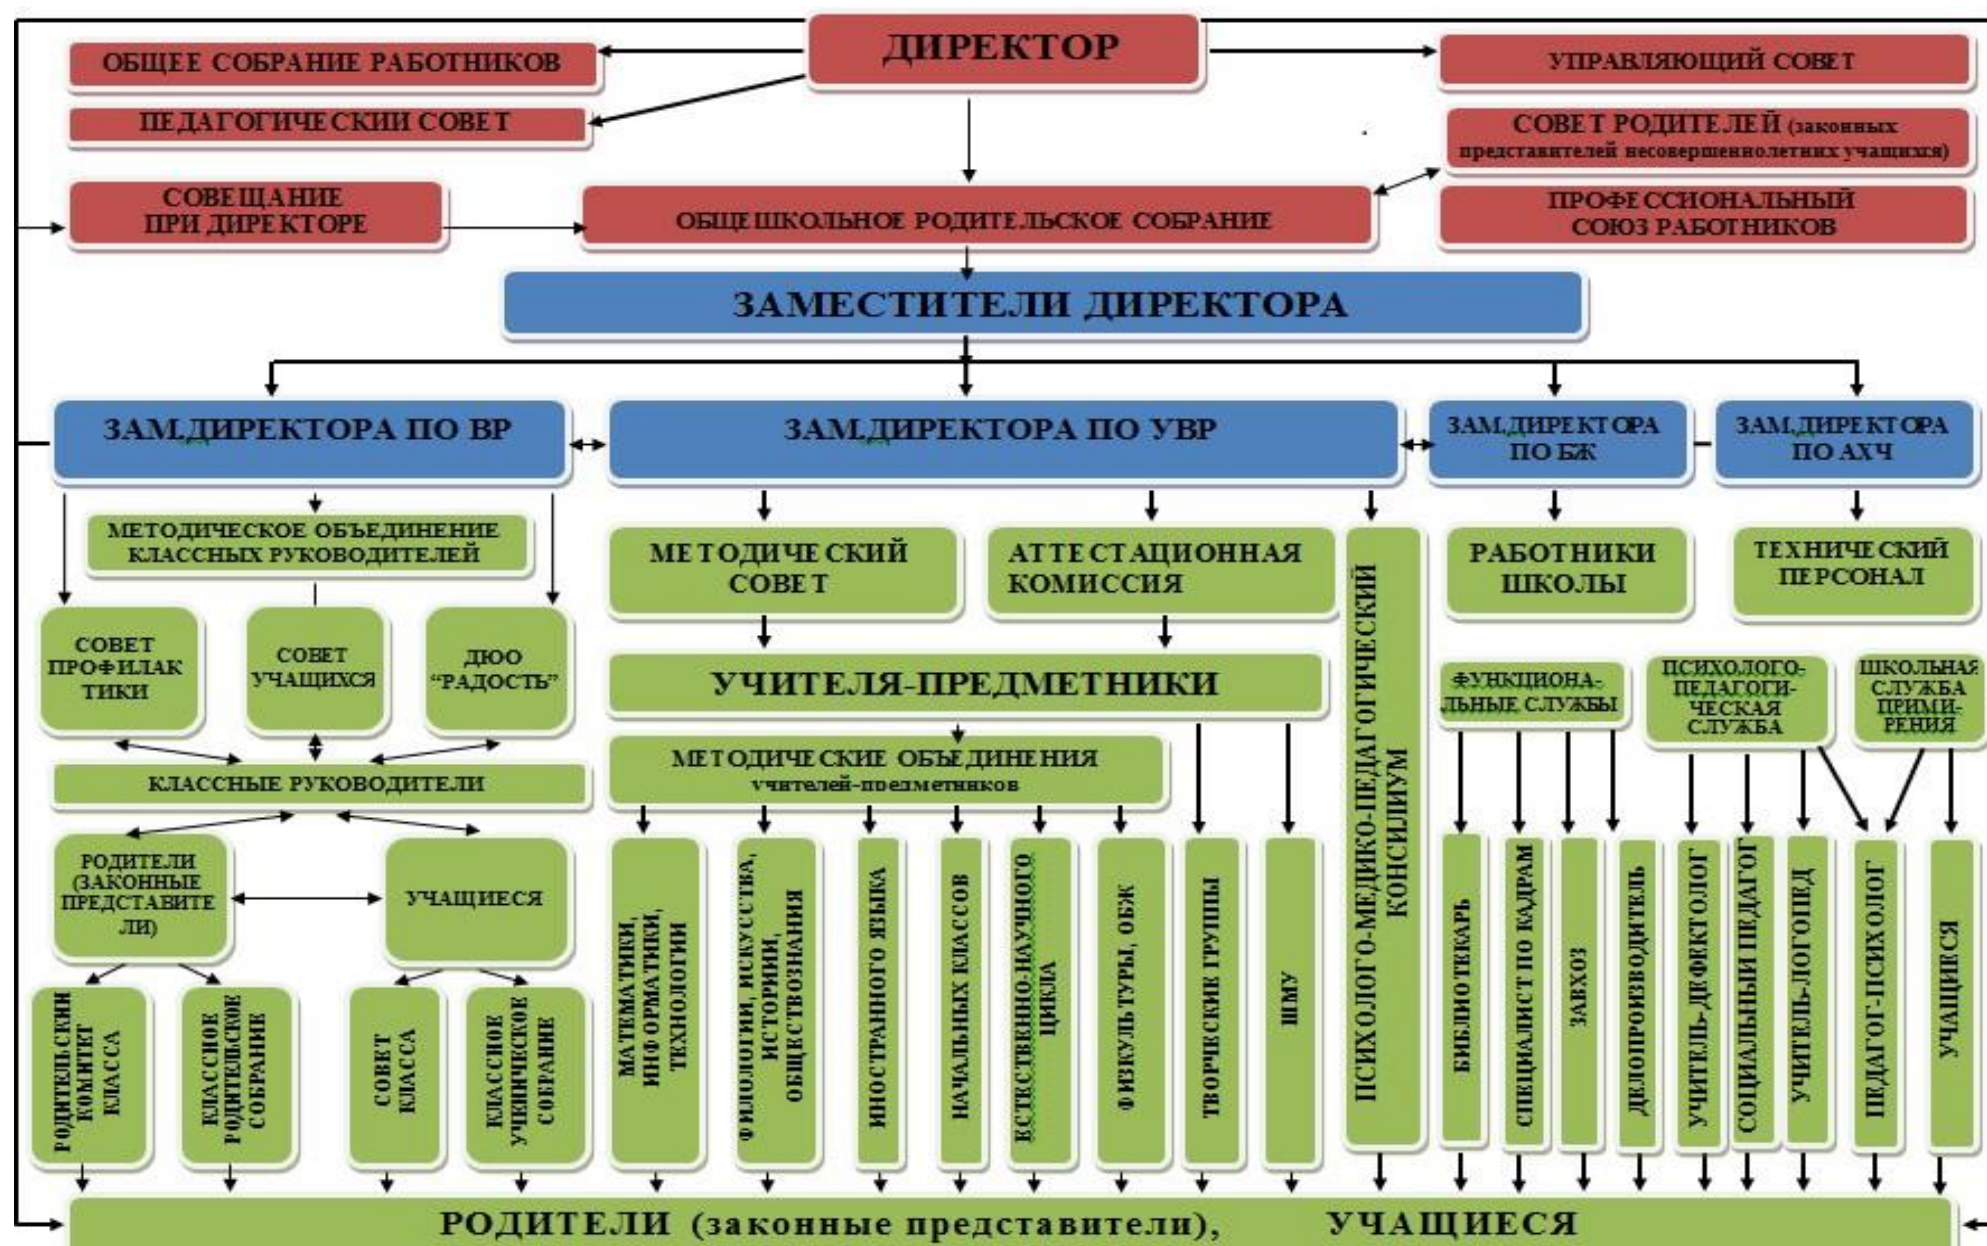 ДИРЕКТОР
ОБЩЕЕ СОБРАНИЕ РАБОТНИКОВ
УПРАВЛЯЮЩИЙ СОВЕТ
ПЕДАГОГИЧЕСКИЙ СОВЕТ
СОВЕТ РОДИТЕЛЕЙ (законных
представителей несовершеннолетних учащихся)
СОВЕЩАНИЕ
ПРИ ДИРЕКТОРЕ
ОБЩЕШКОЛЬНОЕ РОДИТЕЛЬСКОЕ СОБРАНИЕ
ПРОФЕССИОНАЛЬНЫЙ
СОЮЗ РАБОТНИКОВ
ЗАМЕСТИТЕЛИ ДИРЕКТОРА
ЗАМ.ДИРЕКТОРА ПО ВР
ЗАМ.ДИРЕКТОРА ПО УВР
ЗАМ.ДИРЕКТОРА
ПО БЖ
ЗАМ.ДИРЕКТОРА
ПО АХЧ
МЕТОДИЧЕСКОЕ ОБЪЕДИНЕНИЕ
КЛАССНЫХ РУКОВОДИТЕЛЕЙ
МЕТОДИЧЕСКИЙ
СОВЕТ
АТТЕСТАЦИОННАЯ
КОМИССИЯ
ПСИХОЛОГО-МЕДИКО-ПЕДАГОГИЧЕСКИЙ
КОНСИЛИУМ
РАБОТНИКИ
ШКОЛЫ
ТЕХНИЧЕСКИЙ
ПЕРСОНАЛ
СОВЕТ
ПРОФИЛАК
ТИКИ
СОВЕТ
УЧАЩИХСЯ
ДЮО
“РАДОСТЬ”
УЧИТЕЛЯ-ПРЕДМЕТНИКИ
ФУНКЦИОНА-
ЛЬНЫЕ СЛУЖБЫ
ПСИХОЛОГО-
ПЕДАГОГИ-
ЧЕСКАЯ
СЛУЖБА
ШКОЛЬНАЯ
СЛУЖБА
ПРИМИ-
РЕНИЯ
КЛАССНЫЕ РУКОВОДИТЕЛИ
МЕТОДИЧЕСКИЕ ОБЪЕДИНЕНИЯ
учителей-предметников
РОДИТЕЛИ
(ЗАКОННЫЕ
ПРЕДСТАВИТЕ
ЛИ)
УЧАЩИЕСЯ
РОДИТЕЛЬСКИЙ
КОМИТЕТ
КЛАССА
КЛАССНОЕ
РОДИТЕЛЬСКОЕ
СОБРАНИЕ
СОВЕТ
КЛАССА
КЛАССНОЕ
УЧЕНИЧЕСКОЕ
СОБРАНИЕ
МАТЕМАТИКИ,
ИНФОРМАТИКИ,
ТЕХНОЛОГИИ
ФИЛОЛОГИИ, ИСКУССТВА,
ИСТОРИИ,
ОБЩЕСТВОЗНАНИЯ
ИНОСТРАННОГО ЯЗЫКА
НАЧАЛЬНЫХ КЛАССОВ
ЕСТЕСТВЕННО-НАУЧНОГО
ЦИКЛА
ФИЗКУЛЬТУРЫ, ОБЖ
ТВОРЧЕСКИЕ ГРУППЫ
ШМУ
БИБЛИОТЕКАРЬ
СПЕЦИАЛИСТ ПО КАДРАМ
ЗАВХОЗ
ДЕЛОПРОИЗВОДИТЕЛЬ
УЧИТЕЛЬ-ДЕФЕКТОЛОГ
СОЦИАЛЬНЫЙ ПЕДАГОГ
УЧИТЕЛЬ-ЛОГОПЕД
ПЕДАГОГ-ПСИХОЛОГ
УЧАЩИЕСЯ
РОДИТЕЛИ (законные представители), УЧАЩИЕСЯ